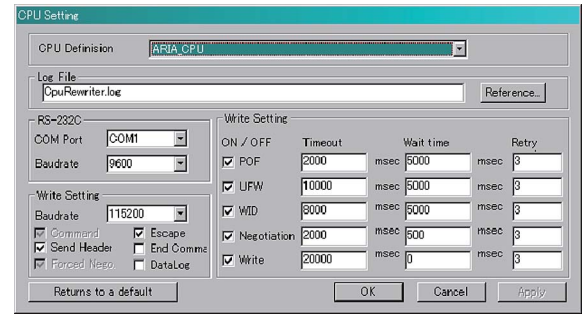 CPU Setting
CPU Definision
ARIA_CPU
Log File
CpuRewriter.log
Reference...
RS-232C
COM Port
COM1
Baudrate
9600
Write Setting
Baudrate
115200
Command
Escape
Send Header
End Comma
Forced Nego.
DataLog
Write Setting
ON / OFF Timeout Wait time Retry
POF 2000 msec 5000 msec 3
UFW 10000 msec 5000 msec 3
WID 8000 msec 5000 msec 3
Negotiation 2000 msec 500 msec 3
Write 20000 msec 0 msec 3
Returns to a default
OK
Cancel
Apply